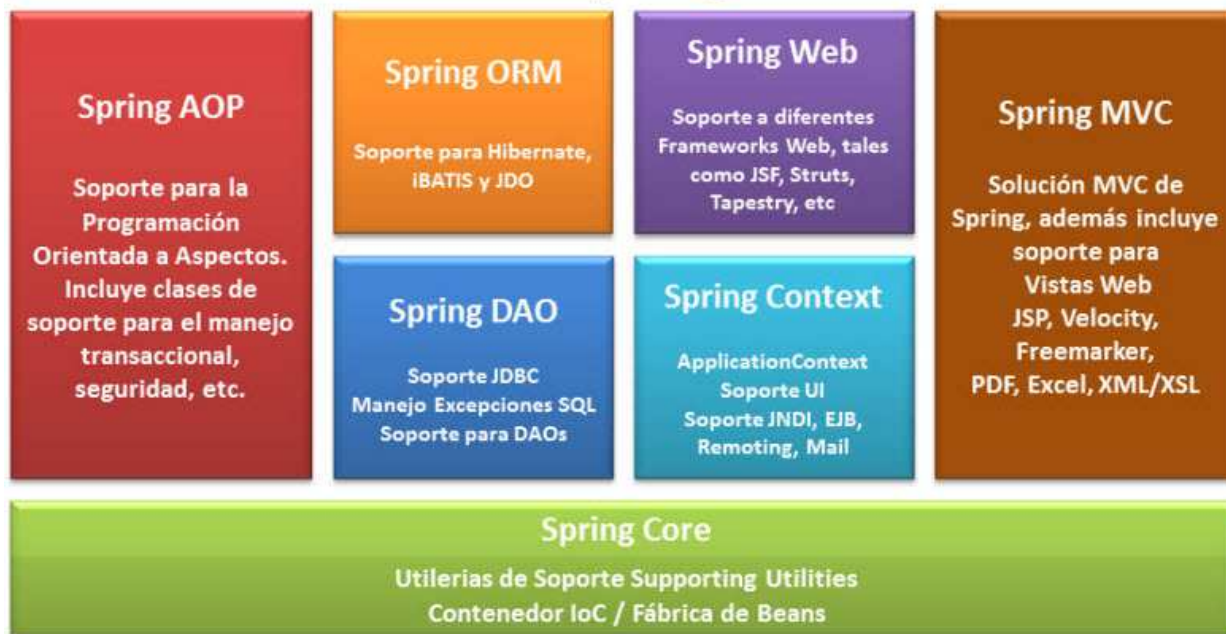 Spring AOP
Soporte para la
Programación
Orientada a Aspectos.
Incluye clases de
soporte para el manejo
transaccional,
seguridad, etc.
Spring ORM
Soporte para Hibernate,
iBATIS y JDO
Spring Web
Soporte a diferentes
Frameworks Web, tales
como JSF, Struts,
Tapestry, etc
Spring MVC
Solución MVC de
Spring, además incluye
soporte para
Vistas Web
JSP, Velocity,
Freemarker,
PDF, Excel, XML/XSL
Spring DAO
Soporte JDBC
Manejo Excepciones SQL
Soporte para DAOs
Spring Context
ApplicationContext
Soporte UI
Soporte JNDI, EJB,
Remoting, Mail
Spring Core
Utilerias de Soporte Supporting Utilities
Contenedor IoC / Fábrica de Beans